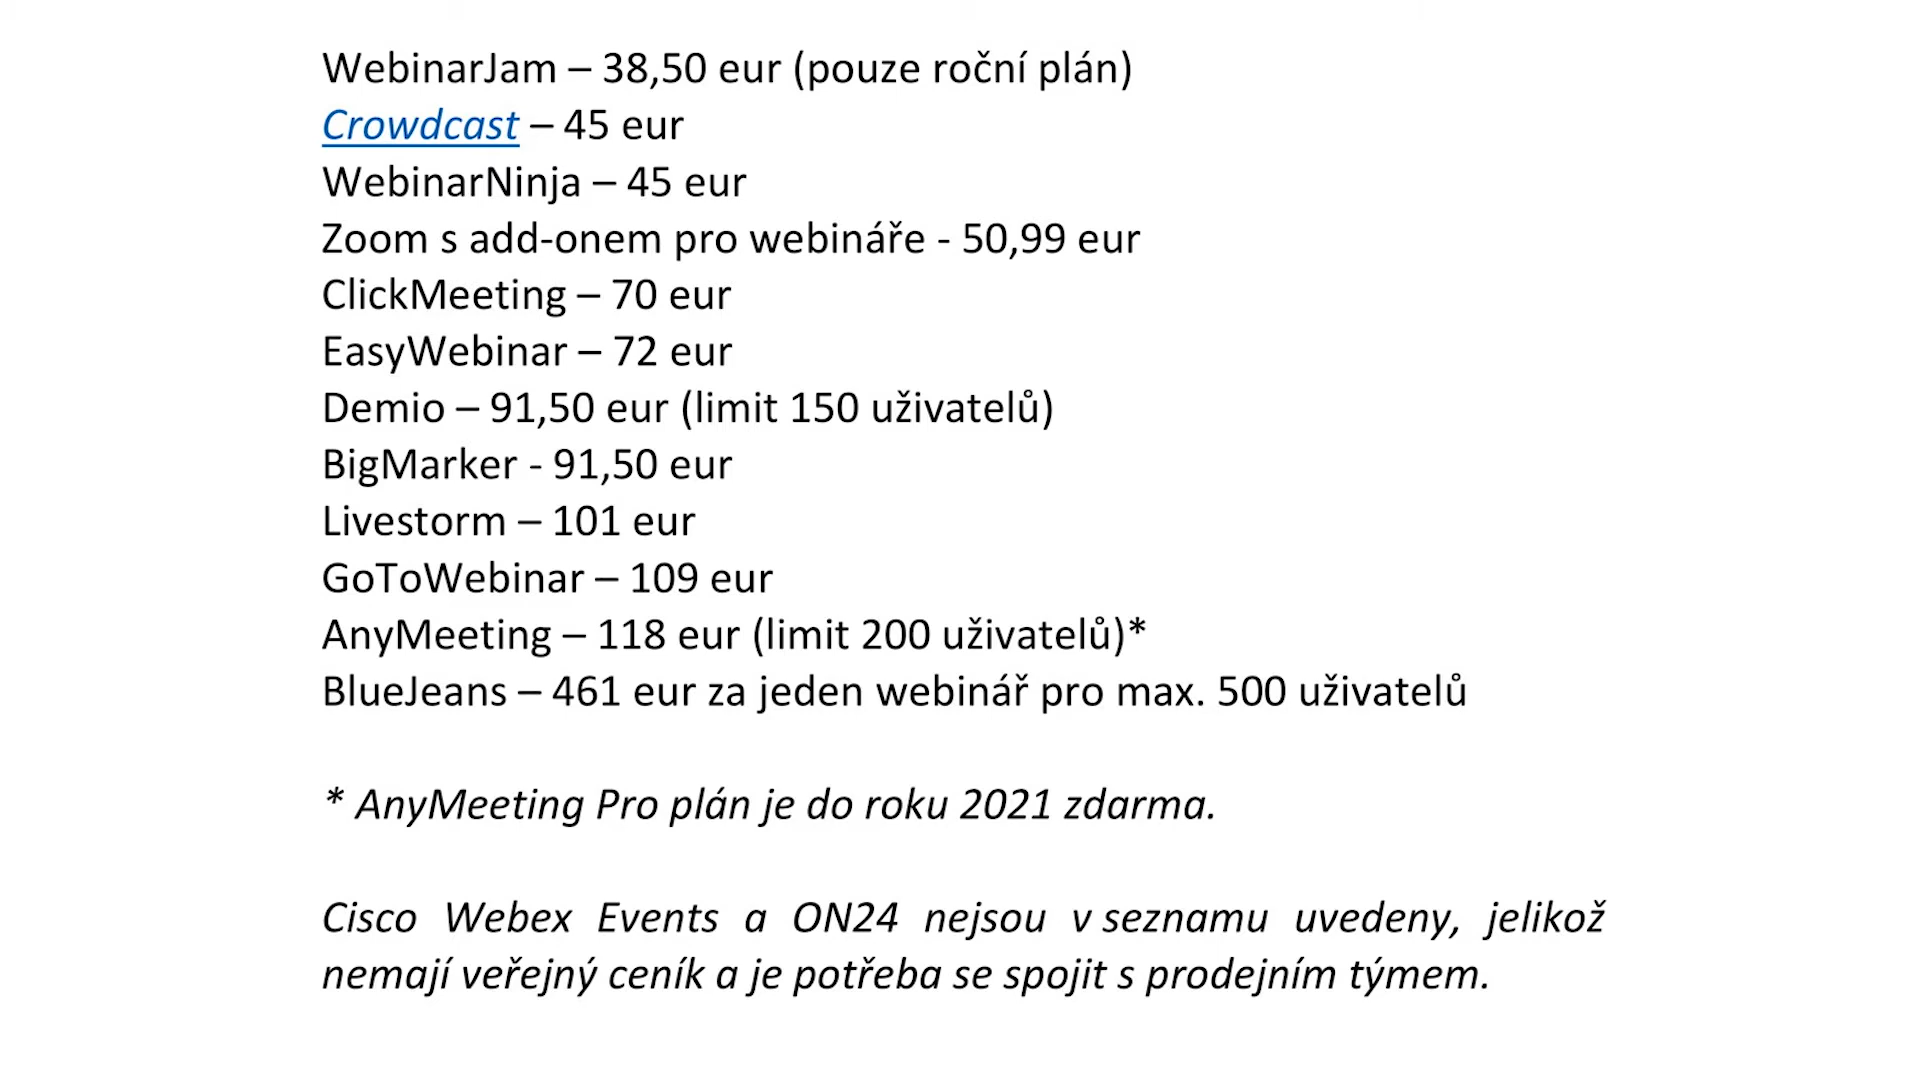 WebinarJam – 38,50 eur (pouze roční plán)
Crowdcast – 45 eur
WebinarNinja – 45 eur
Zoom s add-onem pro webináře - 50,99 eur
ClickMeeting – 70 eur
EasyWebinar – 72 eur
Demio – 91,50 eur (limit 150 uživatelů)
BigMarker - 91,50 eur
Livestorm – 101 eur
GoToWebinar – 109 eur
AnyMeeting – 118 eur (limit 200 uživatelů)*
BlueJeans – 461 eur za jeden webinář pro max. 500 uživatelů
* AnyMeeting Pro plán je do roku 2021 zdarma.
Cisco Webex Events a ON24 nejsou v seznamu uvedeny, jelikož
nemají veřejný ceník a je potřeba se spojit s prodejním týmem.